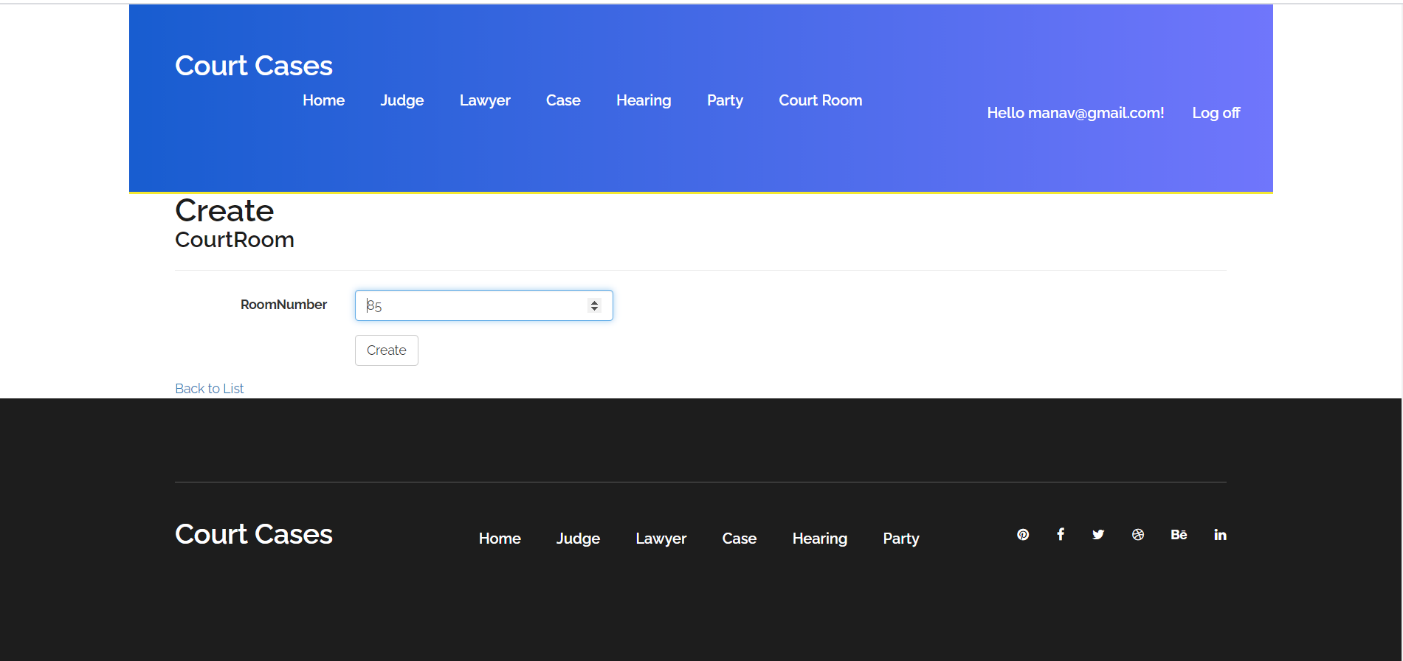 Court Cases
Home Judge Lawyer Case Hearing Party Court Room
Hello manav@gmail.com! Log off
Create
CourtRoom
RoomNumber 85
Create
Back to List
Court Cases
Home Judge Lawyer Case Hearing Party
Bē in